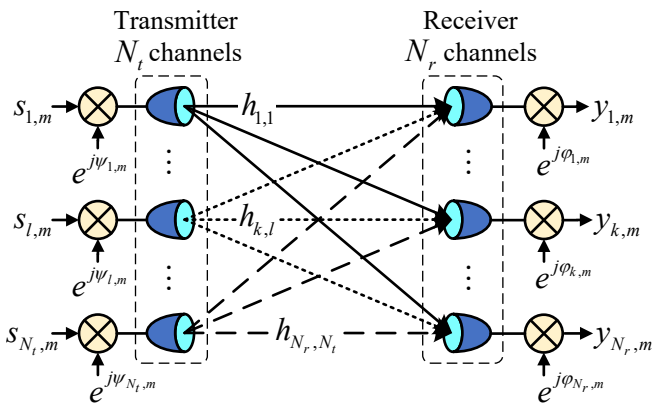 Transmitter
N_t channels
Receiver
N_r channels
s_{1,m}
h_{1,1}
y_{1,m}
e^{jψ_{1,m}}
e^{jφ_{1,m}}
⋮
⋮
s_{l,m}
h_{k,l}
y_{k,m}
e^{jψ_{l,m}}
e^{jφ_{k,m}}
⋮
⋮
s_{N_t,m}
h_{N_r,N_t}
y_{N_r,m}
e^{jψ_{N_t,m}}
e^{jφ_{N_r,m}}